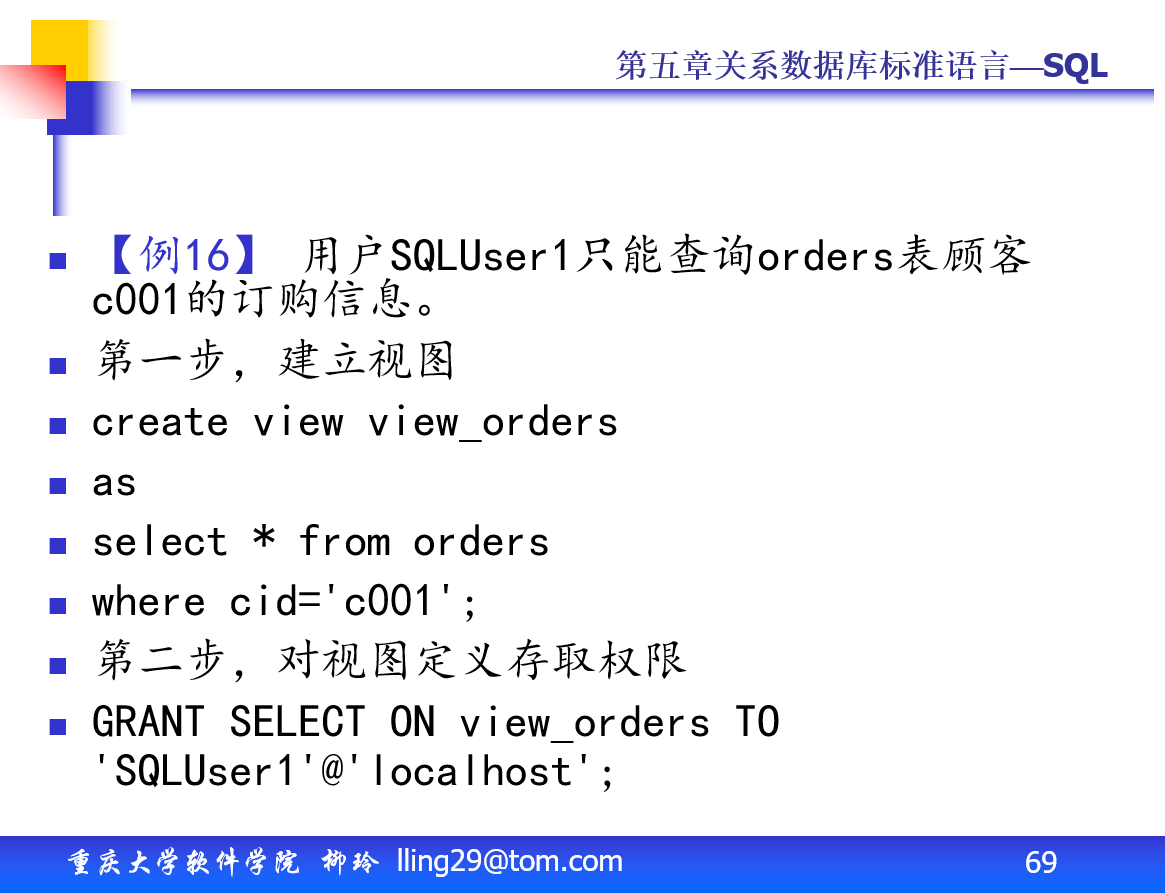 第五章关系数据库标准语言—SQL
【例16】 用户SQLUser1只能查询orders表顾客
c001的订购信息。
第一步，建立视图
create view view_orders
as
select * from orders
where cid='c001';
第二步，对视图定义存取权限
GRANT SELECT ON view_orders TO
'SQLUser1'@'localhost';
重庆大学软件学院 柳玲 lling29@tom.com
69